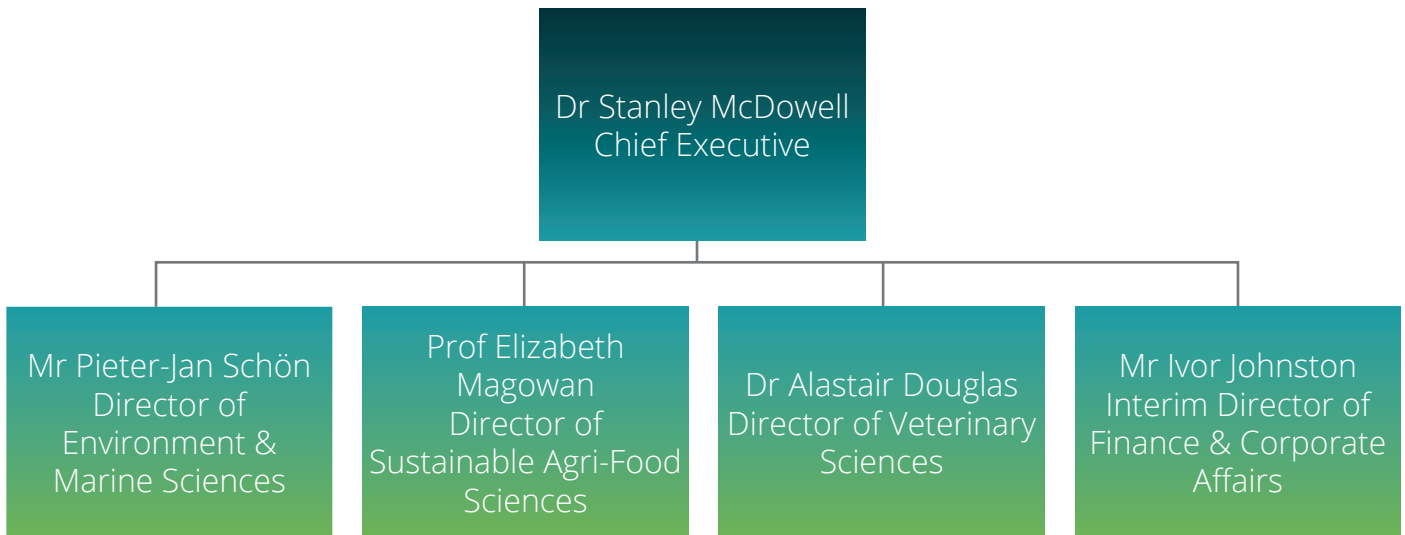 Dr Stanley McDowell
Chief Executive
Mr Pieter-Jan Schön
Director of
Environment &
Marine Sciences
Prof Elizabeth
Magowan
Director of
Sustainable Agri-Food
Sciences
Dr Alastair Douglas
Director of Veterinary
Sciences
Mr Ivor Johnston
Interim Director of
Finance & Corporate
Affairs